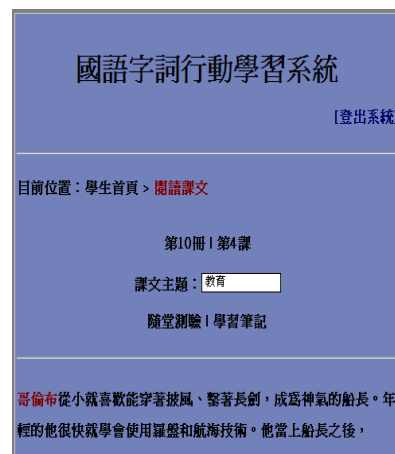 國語字詞行動學習系統
[登出系統]
目前位置：學生首頁 > 閱讀課文
第10冊 | 第4課
課文主題：教育
隨堂測驗 | 學習筆記
哥倫布從小就喜歡能穿著披風、繫著長劍，成為神氣的船長。年
輕的他很快就學會使用羅盤和航海技術。他當上船長之後，